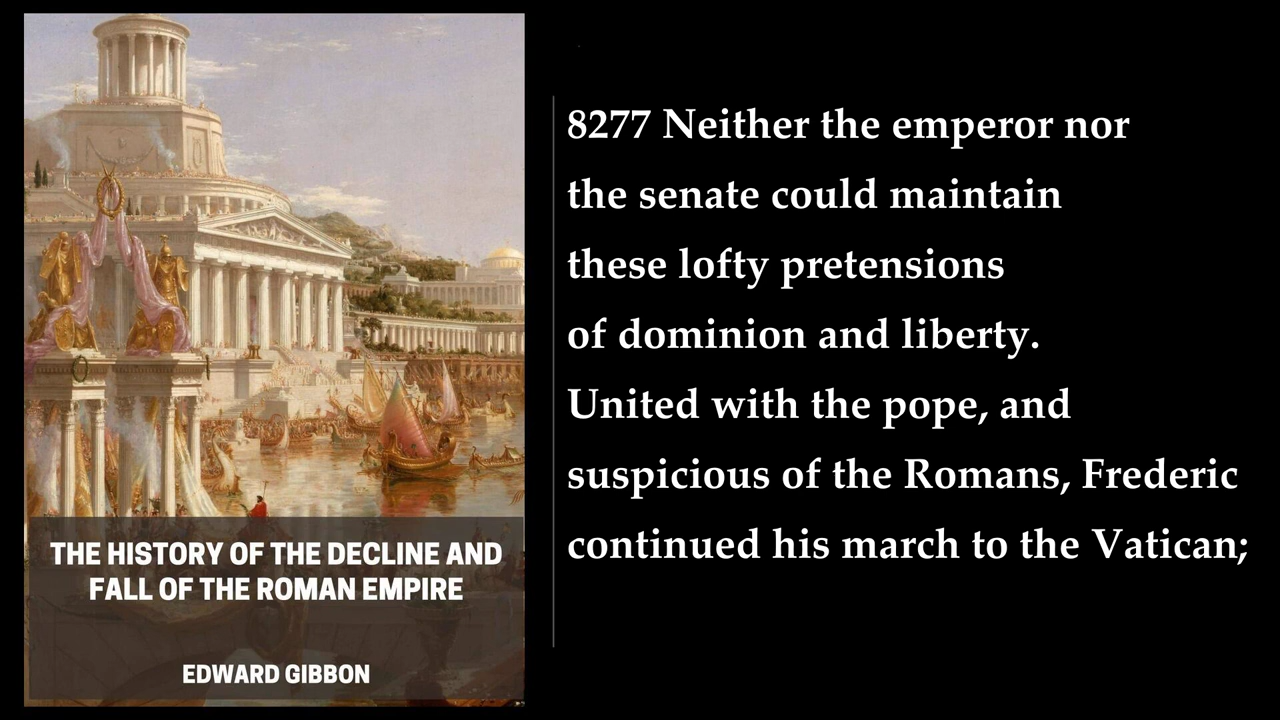 THE HISTORY OF THE DECLINE AND
FALL OF THE ROMAN EMPIRE
EDWARD GIBBON
8277 Neither the emperor nor
the senate could maintain
these lofty pretensions
of dominion and liberty.
United with the pope, and
suspicious of the Romans, Frederic
continued his march to the Vatican;